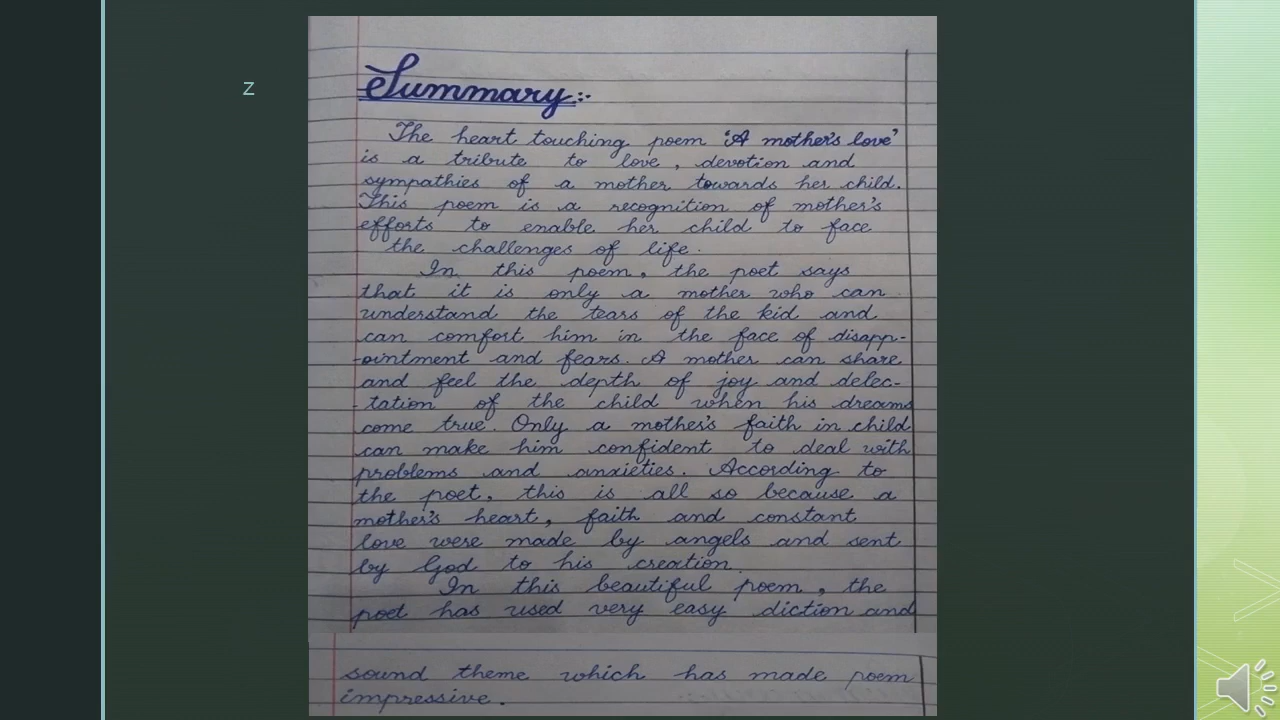 z
Summary:-
The heart touching poem 'A mother's love'
is a tribute to love, devotion and
sympathies of a mother towards her child.
This poem is a recognition of mother's
efforts to enable her child to face
the challenges of life.
In this poem, the poet says
that it is only a mother who can
understand the tears of the kid and
can comfort him in the face of disapp-
-ointment and fears. A mother can share
and feel the depth of joy and delec-
-tation of the child when his dreams
come true. Only a mother's faith in child
can make him confident to deal with
problems and anxieties. According to
the poet, this is all so because a
mother's heart, faith and constant
love were made by angels and sent
by God to his creation.
In this beautiful poem, the
poet has used very easy diction and
sound theme which has made poem
impressive.